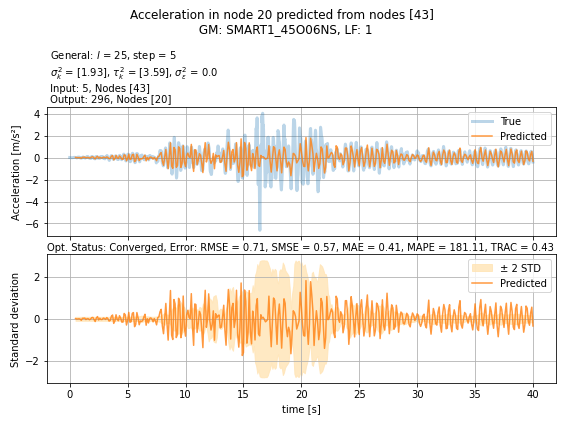 Acceleration in node 20 predicted from nodes [43]
GM: SMART1_45O06NS, LF: 1
General: l = 25, step = 5
σ²ₖ = [1.93], τ²ₖ = [3.59], σ²ε = 0.0
Input: 5, Nodes [43]
Output: 296, Nodes [20]
4
2
0
−2
−4
−6
Acceleration [m/s²]
True
Predicted
Opt. Status: Converged, Error: RMSE = 0.71, SMSE = 0.57, MAE = 0.41, MAPE = 181.11, TRAC = 0.43
2
0
−2
Standard deviation
± 2 STD
Predicted
0 5 10 15 20 25 30 35 40
time [s]